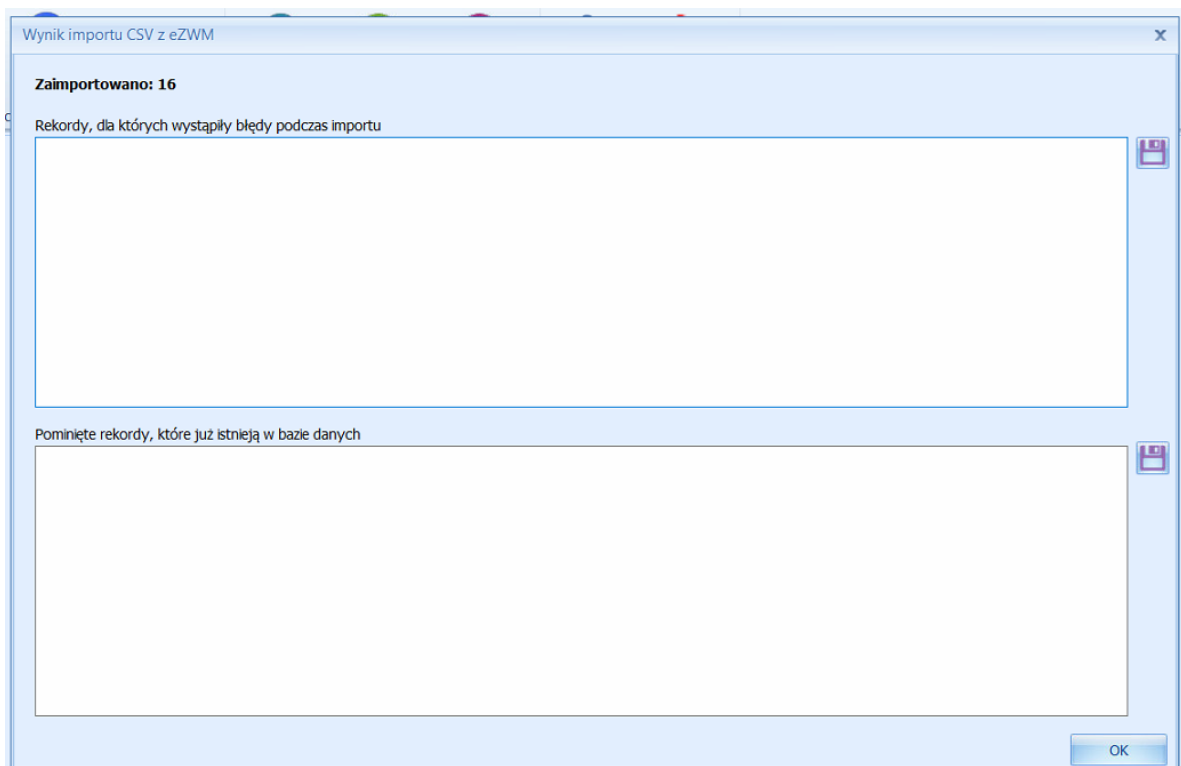 Wynik importu CSV z eZWM
x
Zaimportowano: 16
Rekordy, dla których wystąpiły błędy podczas importu
Pominięte rekordy, które już istnieją w bazie danych
OK